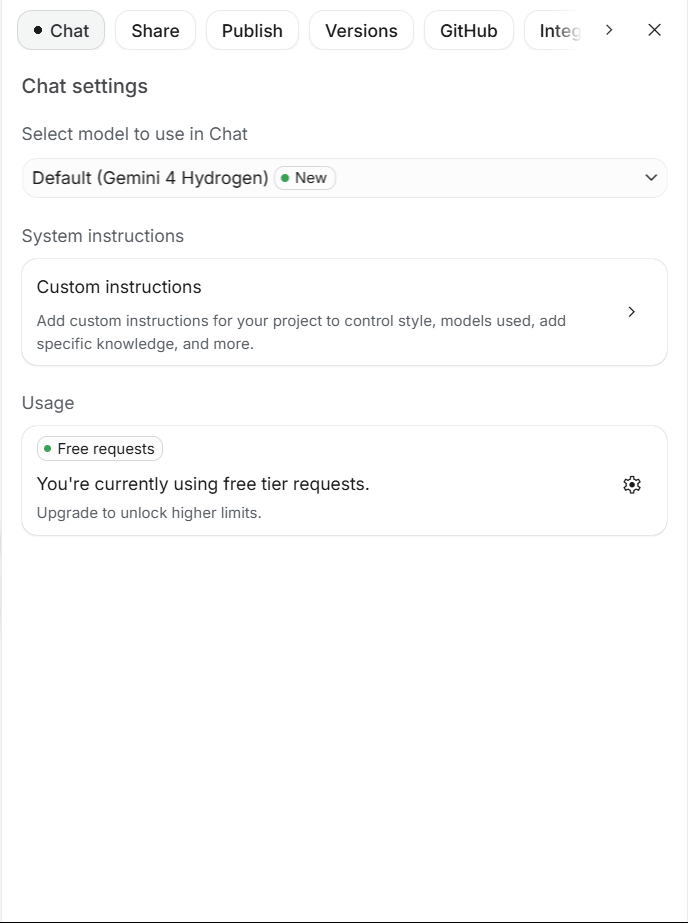 Chat Share Publish Versions GitHub Integ
Chat settings
Select model to use in Chat
Default (Gemini 4 Hydrogen) New
System instructions
Custom instructions
Add custom instructions for your project to control style, models used, add
specific knowledge, and more.
Usage
Free requests
You're currently using free tier requests.
Upgrade to unlock higher limits.